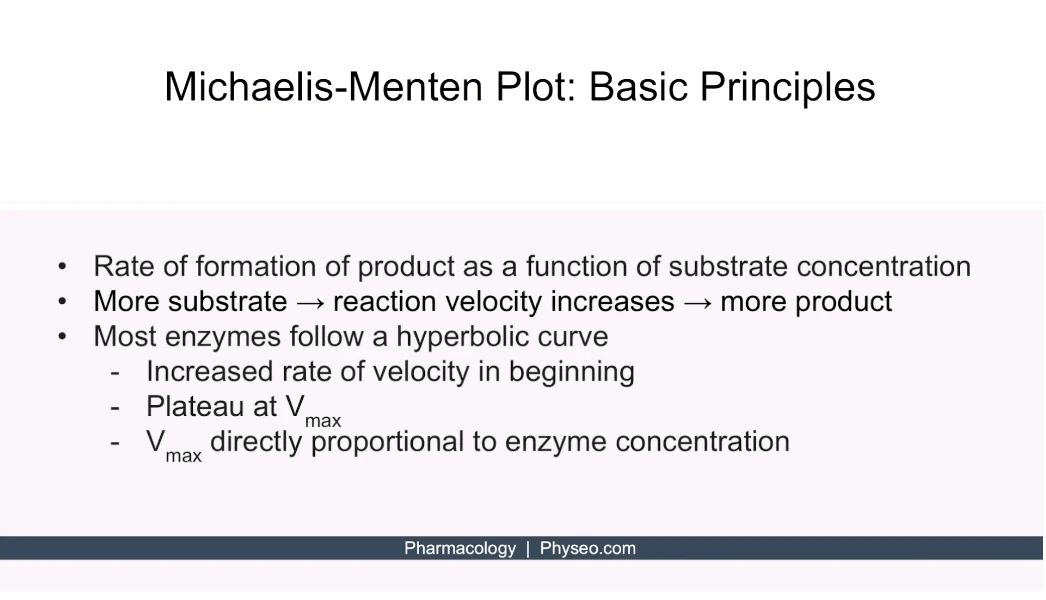 Michaelis-Menten Plot: Basic Principles
• Rate of formation of product as a function of substrate concentration
• More substrate → reaction velocity increases → more product
• Most enzymes follow a hyperbolic curve
- Increased rate of velocity in beginning
- Plateau at Vmax
- Vmax directly proportional to enzyme concentration
Pharmacology | Physeo.com